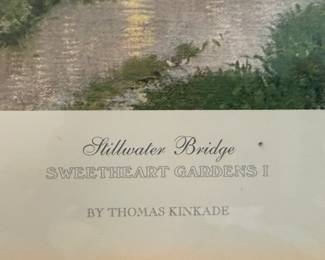 Stillwater Bridge
SWEETHEART GARDENS I
BY THOMAS KINKADE